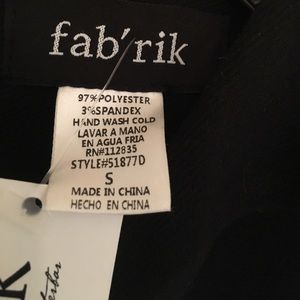 fab'rik
97%POLYESTER
3%SPANDEX
HAND WASH COLD
LAVAR A MANO
EN AGUA FRIA
RN#112835
STYLE#51877D
S
MADE IN CHINA
HECHO EN CHINA
K